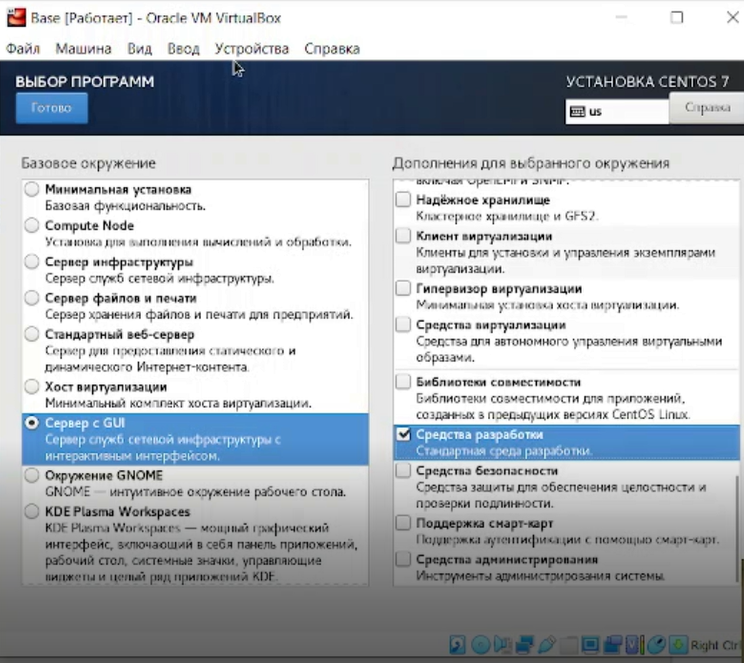 Base [Работает] - Oracle VM VirtualBox
Файл Машина Вид Ввод Устройства Справка
ВЫБОР ПРОГРАММ
УСТАНОВКА CENTOS 7
Готово
us
Справка
Базовое окружение
Минимальная установка
Базовая функциональность.
Compute Node
Установка для выполнения вычислений и обработки.
Сервер инфраструктуры
Сервер служб сетевой инфраструктуры.
Сервер файлов и печати
Сервер хранения файлов и печати для предприятий.
Стандартный веб-сервер
Сервер для предоставления статического и
динамического Интернет-контента.
Хост виртуализации
Минимальный комплект хоста виртуализации.
Сервер с GUI
Сервер служб сетевой инфраструктуры с
интерактивным интерфейсом.
Окружение GNOME
GNOME — интуитивное окружение рабочего стола.
KDE Plasma Workspaces
KDE Plasma Workspaces — мощный графический
интерфейс, включающий в себя панель приложений,
рабочий стол, системные значки, управляющие
виджеты и целый ряд приложений KDE.
Дополнения для выбранного окружения
включая OpenLMI и SNMP.
Надёжное хранилище
Кластерное хранилище и GFS2.
Клиент виртуализации
Клиенты для установки и управления экземплярами
виртуализации.
Гипервизор виртуализации
Минимальная установка хоста виртуализации.
Средства виртуализации
Средства для автономного управления виртуальными
образами.
Библиотеки совместимости
Библиотеки совместимости для приложений,
созданных в предыдущих версиях CentOS Linux.
Средства разработки
Стандартная среда разработки.
Средства безопасности
Средства защиты для обеспечения целостности и
проверки подлинности.
Поддержка смарт-карт
Поддержка аутентификации с помощью смарт-карт.
Средства администрирования
Инструменты администрирования системы.
Right Ctrl